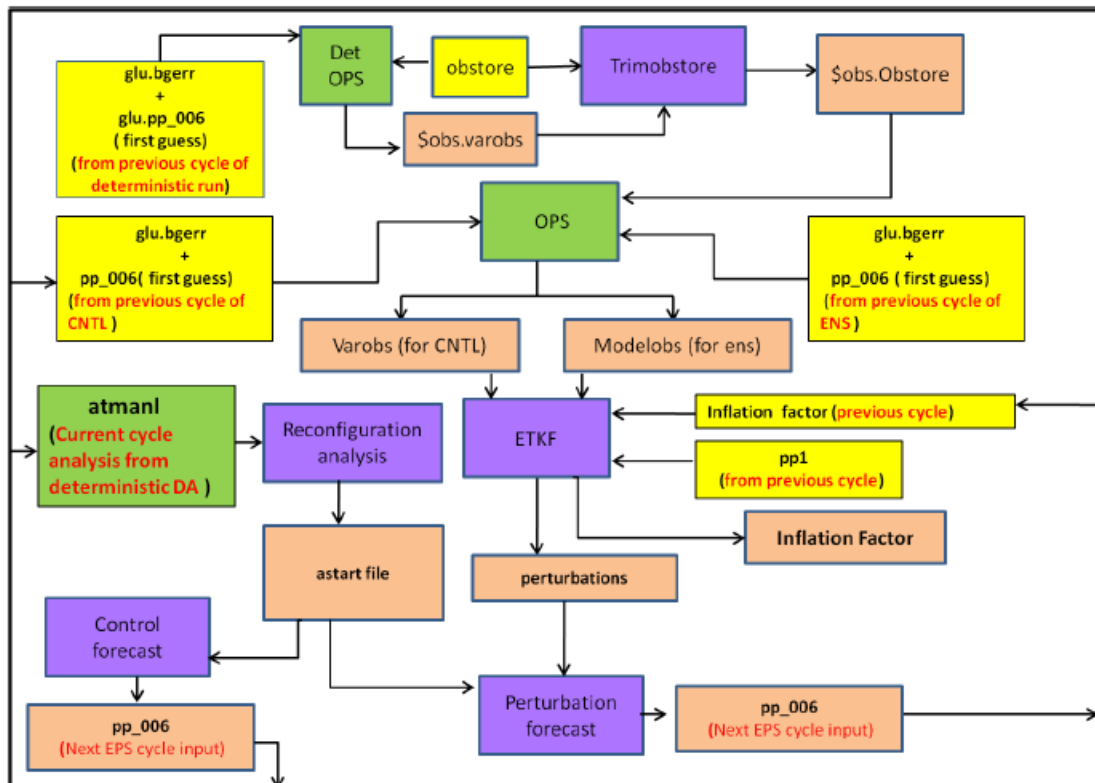 glu.bgerr
+
glu.pp_006
( first guess)
(from previous cycle of
deterministic run)
Det
OPS
obstore
Trimobstore
$obs.Obstore
$obs.varobs
glu.bgerr
+
pp_006( first guess)
(from previous cycle of
CNTL )
OPS
glu.bgerr
+
pp_006 ( first guess)
(from previous cycle of
ENS )
Varobs (for CNTL)
Modelobs (for ens)
atmanl
(Current cycle
analysis from
deterministic DA )
Reconfiguration
analysis
ETKF
Inflation factor (previous cycle)
pp1
(from previous cycle)
Inflation Factor
astart file
perturbations
Control
forecast
Perturbation
forecast
pp_006
(Next EPS cycle input)
pp_006
(Next EPS cycle input)